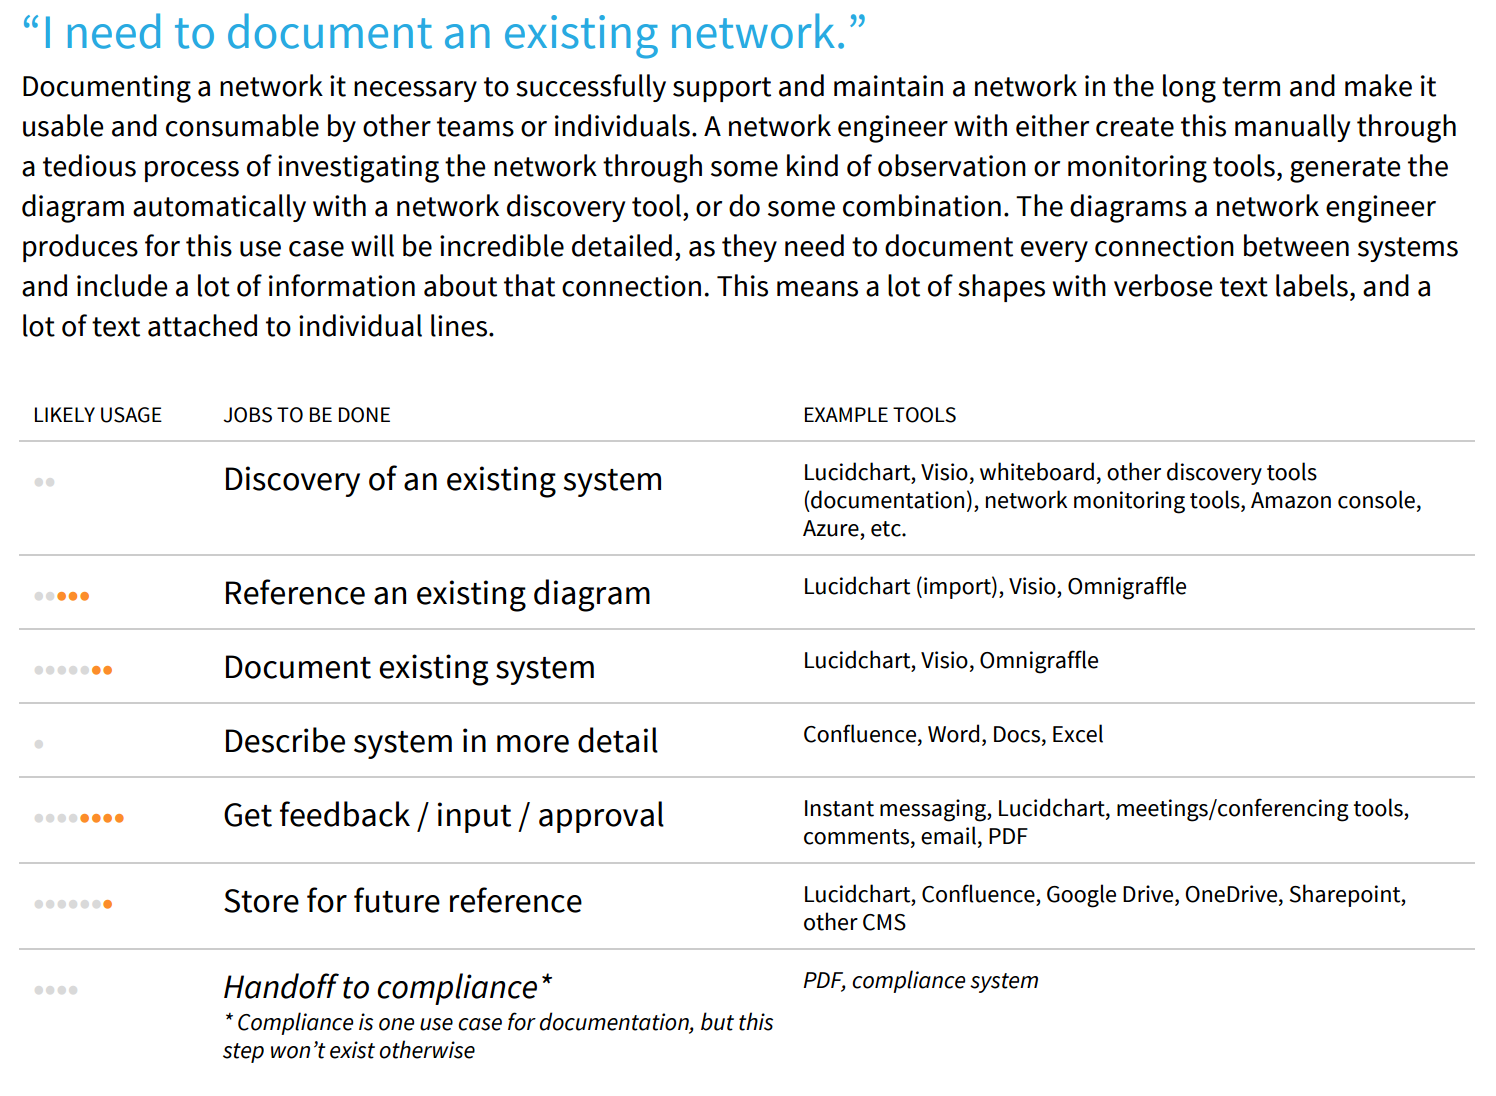 “I need to document an existing network.”
Documenting a network it necessary to successfully support and maintain a network in the long term and make it
usable and consumable by other teams or individuals. A network engineer with either create this manually through
a tedious process of investigating the network through some kind of observation or monitoring tools, generate the
diagram automatically with a network discovery tool, or do some combination. The diagrams a network engineer
produces for this use case will be incredible detailed, as they need to document every connection between systems
and include a lot of information about that connection. This means a lot of shapes with verbose text labels, and a
lot of text attached to individual lines.
LIKELY USAGE JOBS TO BE DONE EXAMPLE TOOLS
Discovery of an existing system
Lucidchart, Visio, whiteboard, other discovery tools
(documentation), network monitoring tools, Amazon console,
Azure, etc.
Reference an existing diagram
Lucidchart (import), Visio, Omnigraffle
Document existing system
Lucidchart, Visio, Omnigraffle
Describe system in more detail
Confluence, Word, Docs, Excel
Get feedback / input / approval
Instant messaging, Lucidchart, meetings/conferencing tools,
comments, email, PDF
Store for future reference
Lucidchart, Confluence, Google Drive, OneDrive, Sharepoint,
other CMS
Handoff to compliance*
* Compliance is one use case for documentation, but this
step won’t exist otherwise
PDF, compliance system